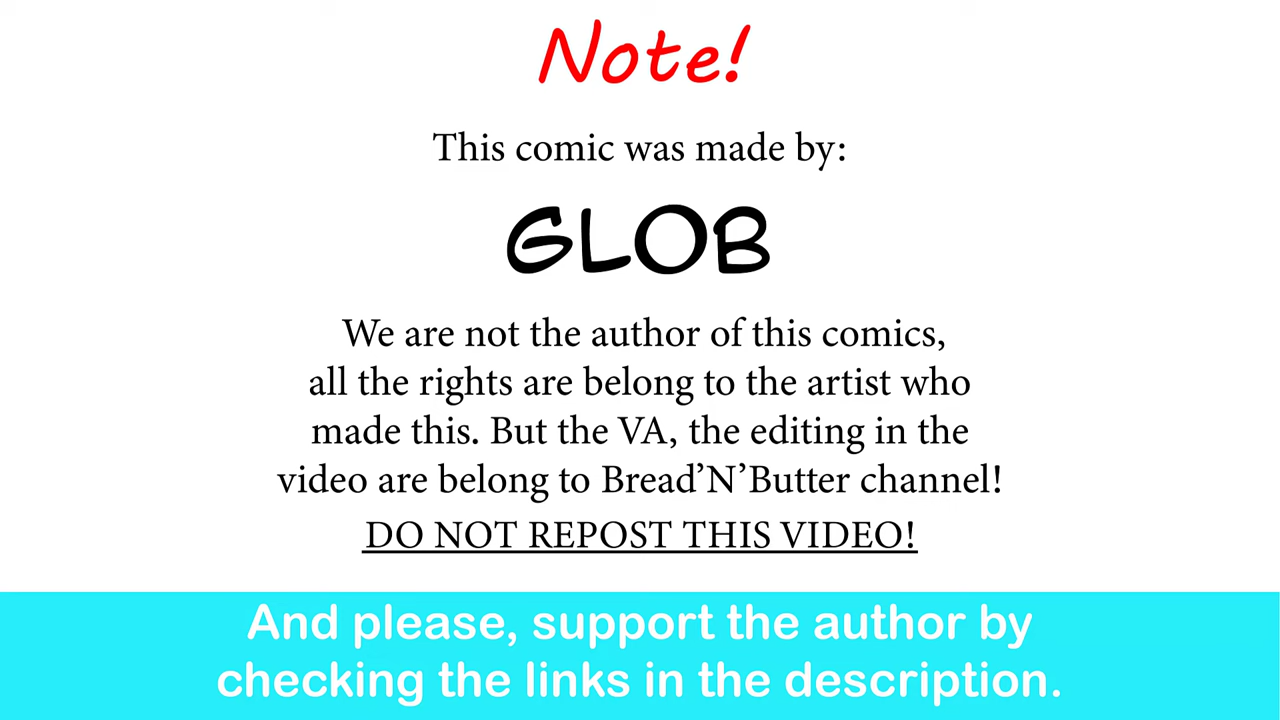 Note!
This comic was made by:
GLOB
We are not the author of this comics,
all the rights are belong to the artist who
made this. But the VA, the editing in the
video are belong to Bread’N’Butter channel!
DO NOT REPOST THIS VIDEO!
And please, support the author by
checking the links in the description.